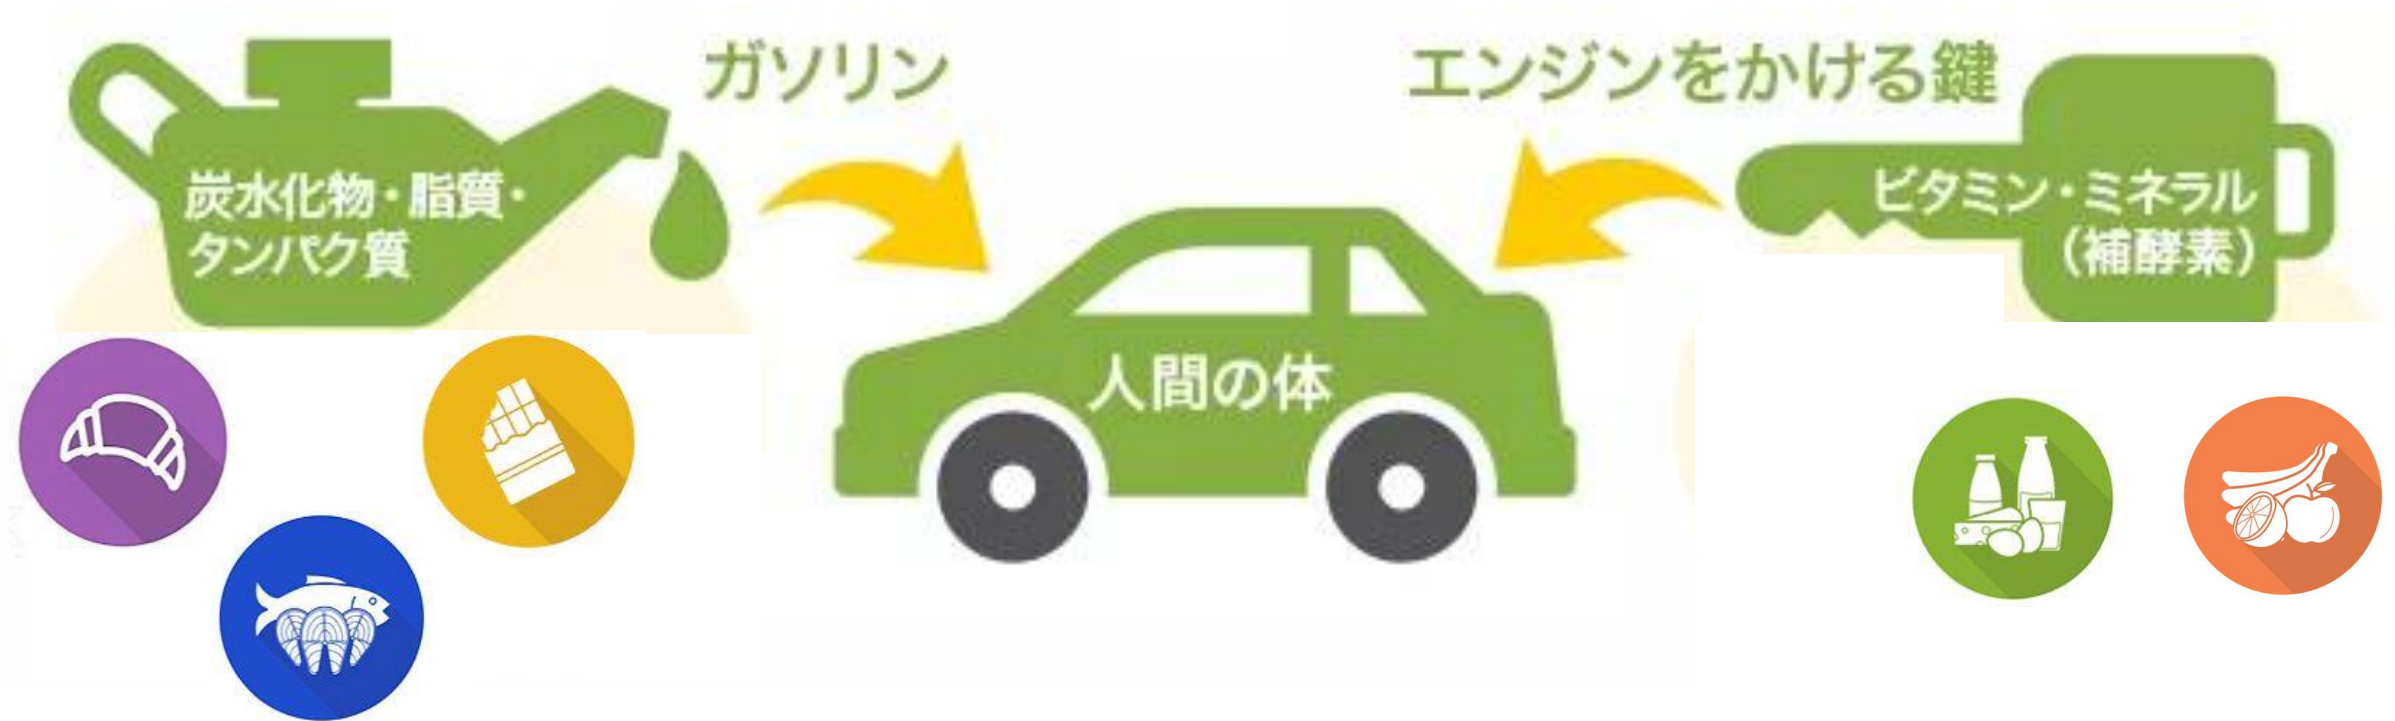 ガソリン
エンジンをかける鍵
炭水化物・脂質・
タンパク質
ビタミン・ミネラル
（補酵素）
人間の体